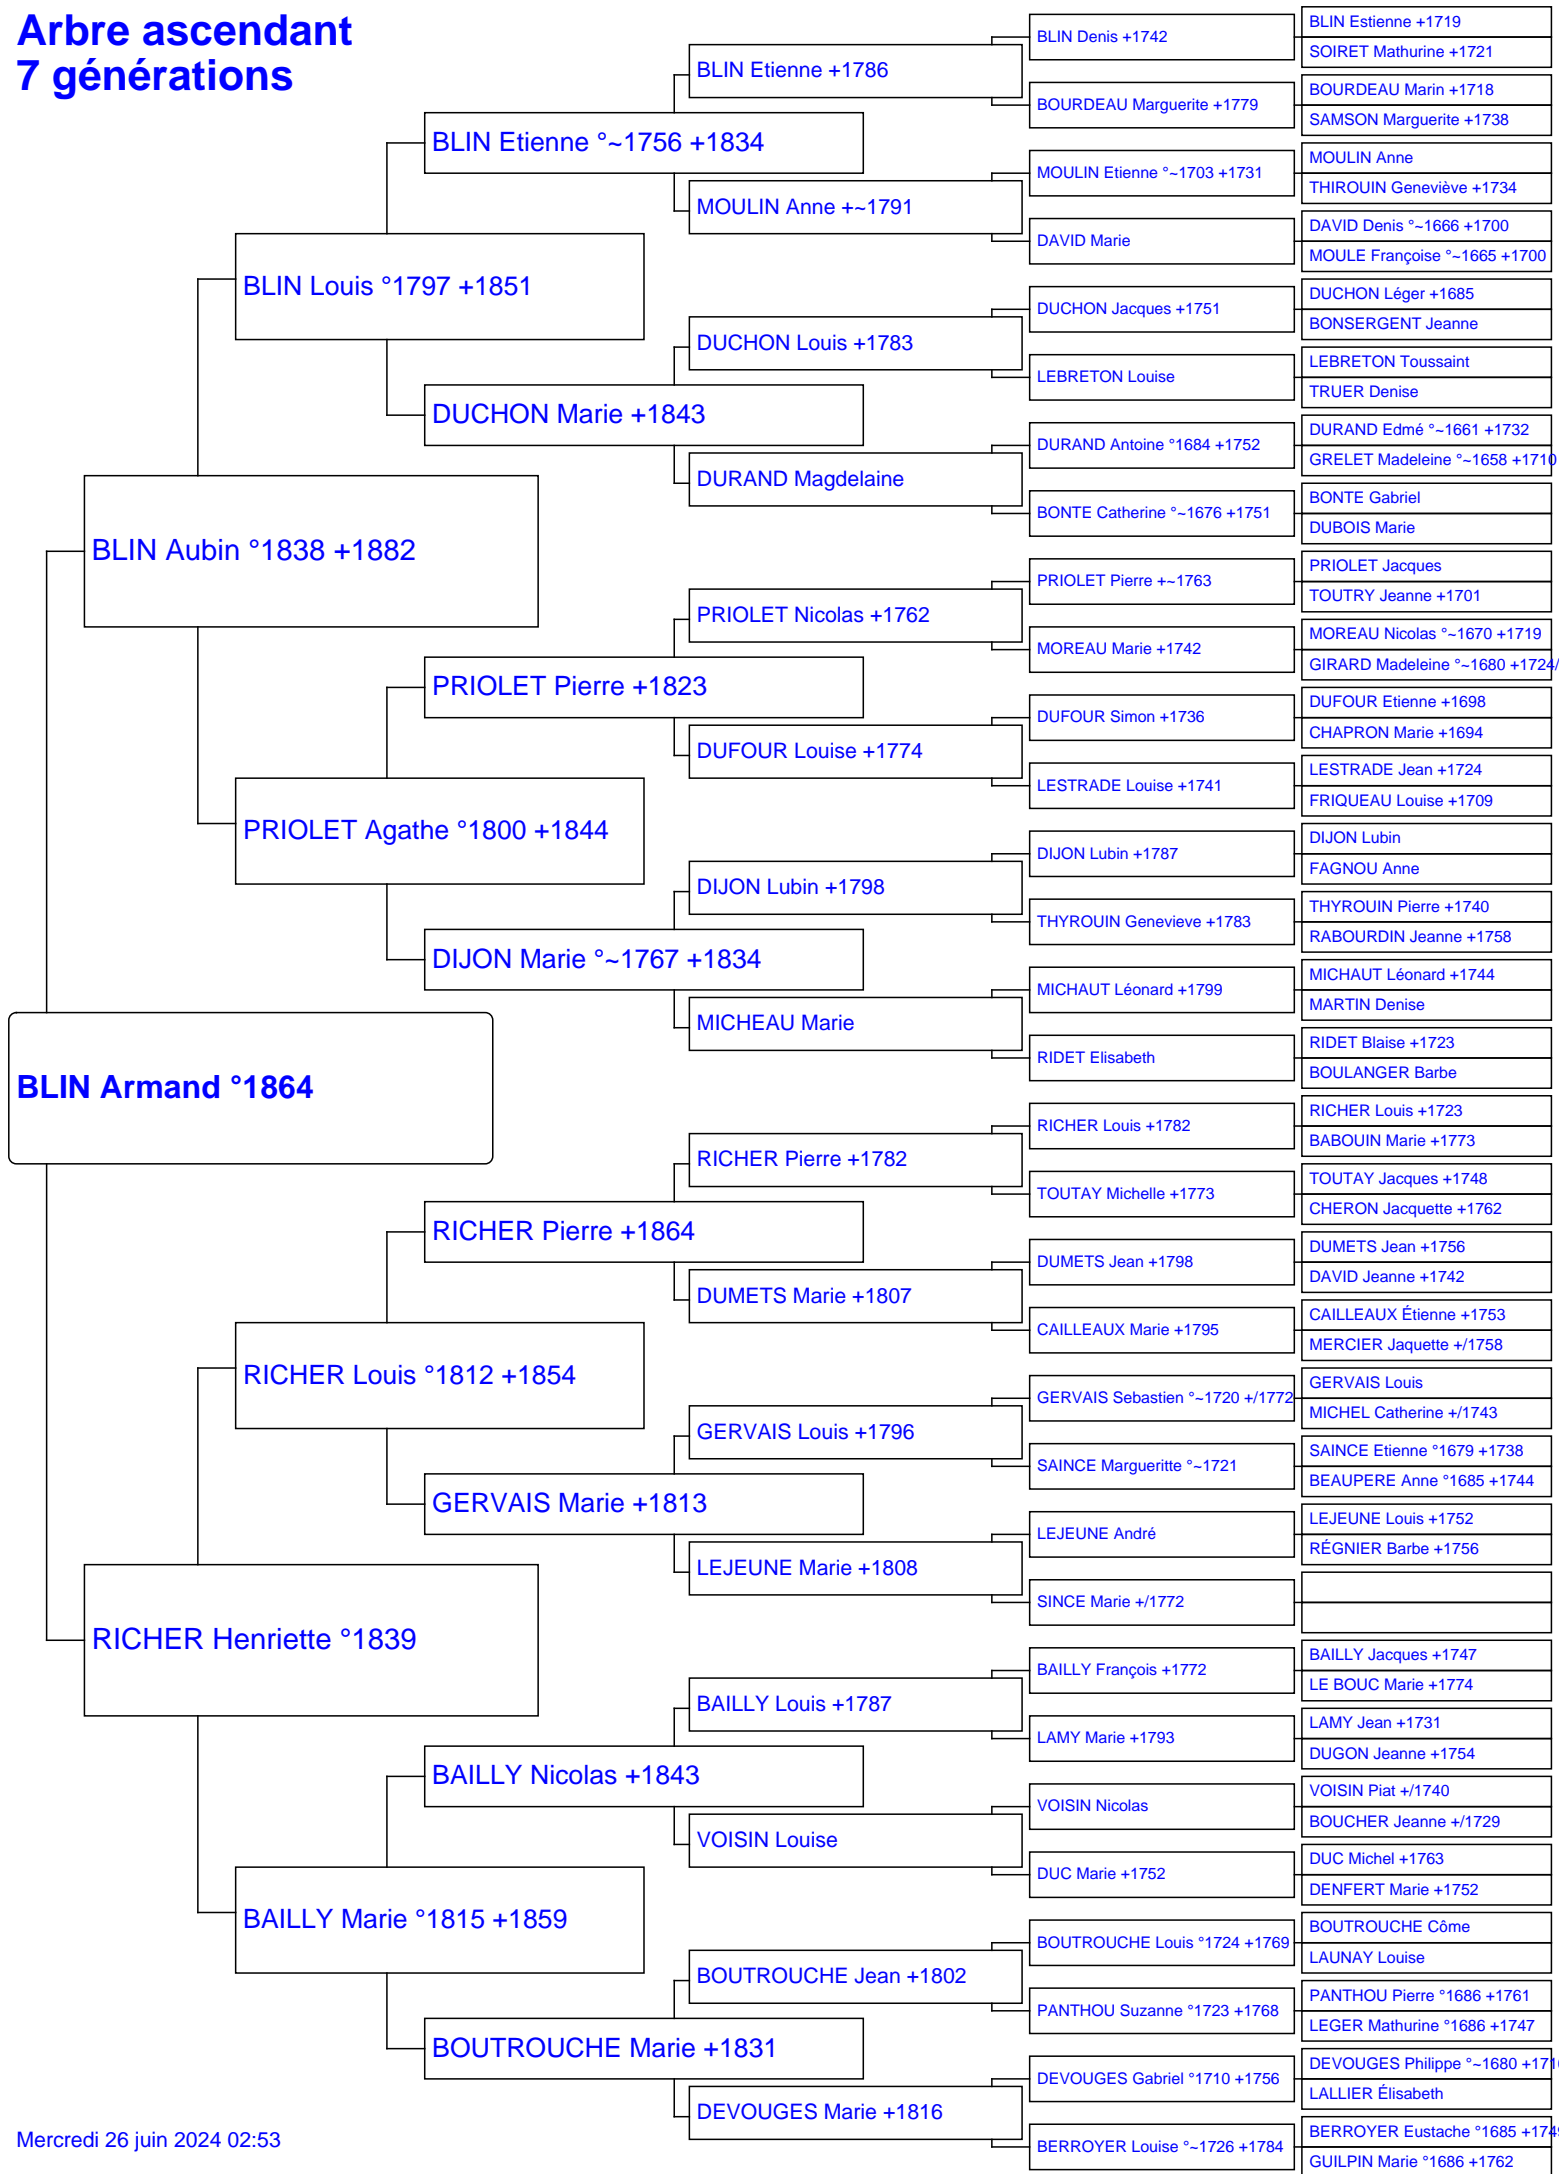 Arbre ascendant
7 générations
BLIN Armand °1864
BLIN Aubin °1838 +1882
RICHER Henriette °1839
BLIN Louis °1797 +1851
PRIOLET Agathe °1800 +1844
RICHER Louis °1812 +1854
BAILLY Marie °1815 +1859
BLIN Etienne °~1756 +1834
DUCHON Marie +1843
PRIOLET Pierre +1823
DIJON Marie °~1767 +1834
RICHER Pierre +1864
GERVAIS Marie +1813
BAILLY Nicolas +1843
BOUTROUCHE Marie +1831
BLIN Etienne +1786
MOULIN Anne +~1791
DUCHON Louis +1783
DURAND Magdelaine
PRIOLET Nicolas +1762
DUFOUR Louise +1774
DIJON Lubin +1798
MICHEAU Marie
RICHER Pierre +1782
DUMETS Marie +1807
GERVAIS Louis +1796
LEJEUNE Marie +1808
BAILLY Louis +1787
VOISIN Louise
BOUTROUCHE Jean +1802
DEVOUGES Marie +1816
BLIN Denis +1742
BOURDEAU Marguerite +1779
MOULIN Etienne °~1703 +1731
DAVID Marie
DUCHON Jacques +1751
LEBRETON Louise
DURAND Antoine °1684 +1752
BONTE Catherine °~1676 +1751
PRIOLET Pierre +~1763
MOREAU Marie +1742
DUFOUR Simon +1736
LESTRADE Louise +1741
DIJON Lubin +1787
THYROUIN Genevieve +1783
MICHAUT Léonard +1799
RIDET Elisabeth
RICHER Louis +1782
TOUTAY Michelle +1773
DUMETS Jean +1798
CAILLEAUX Marie +1795
GERVAIS Sebastien °~1720 +/1772
SAINCE Margueritte °~1721
LEJEUNE André
SINCE Marie +/1772
BAILLY François +1772
LAMY Marie +1793
VOISIN Nicolas
DUC Marie +1752
BOUTROUCHE Louis °1724 +1769
PANTHOU Suzanne °1723 +1768
DEVOUGES Gabriel °1710 +1756
BERROYER Louise °~1726 +1784
BLIN Estienne +1719
SOIRET Mathurine +1721
BOURDEAU Marin +1718
SAMSON Marguerite +1738
MOULIN Anne
THIROUIN Geneviève +1734
DAVID Denis °~1666 +1700
MOULE Françoise °~1665 +1700
DUCHON Léger +1685
BONSERGENT Jeanne
LEBRETON Toussaint
TRUER Denise
DURAND Edmé °~1661 +1732
GRELET Madeleine °~1658 +1710
BONTE Gabriel
DUBOIS Marie
PRIOLET Jacques
TOUTRY Jeanne +1701
MOREAU Nicolas °~1670 +1719
GIRARD Madeleine °~1680 +1724/
DUFOUR Etienne +1698
CHAPRON Marie +1694
LESTRADE Jean +1724
FRIQUEAU Louise +1709
DIJON Lubin
FAGNOU Anne
THYROUIN Pierre +1740
RABOURDIN Jeanne +1758
MICHAUT Léonard +1744
MARTIN Denise
RIDET Blaise +1723
BOULANGER Barbe
RICHER Louis +1723
BABOUIN Marie +1773
TOUTAY Jacques +1748
CHERON Jacquette +1762
DUMETS Jean +1756
DAVID Jeanne +1742
CAILLEAUX Étienne +1753
MERCIER Jaquette +/1758
GERVAIS Louis
MICHEL Catherine +/1743
SAINCE Etienne °1679 +1738
BEAUPERE Anne °1685 +1744
LEJEUNE Louis +1752
RÉGNIER Barbe +1756
BAILLY Jacques +1747
LE BOUC Marie +1774
LAMY Jean +1731
DUGON Jeanne +1754
VOISIN Piat +/1740
BOUCHER Jeanne +/1729
DUC Michel +1763
DENFERT Marie +1752
BOUTROUCHE Côme
LAUNAY Louise
PANTHOU Pierre °1686 +1761
LEGER Mathurine °1686 +1747
DEVOUGES Philippe °~1680
LALLIER Élisabeth
BERROYER Eustache °1685
GUILPIN Marie °1686 +1762
Mercredi 26 juin 2024 02:53